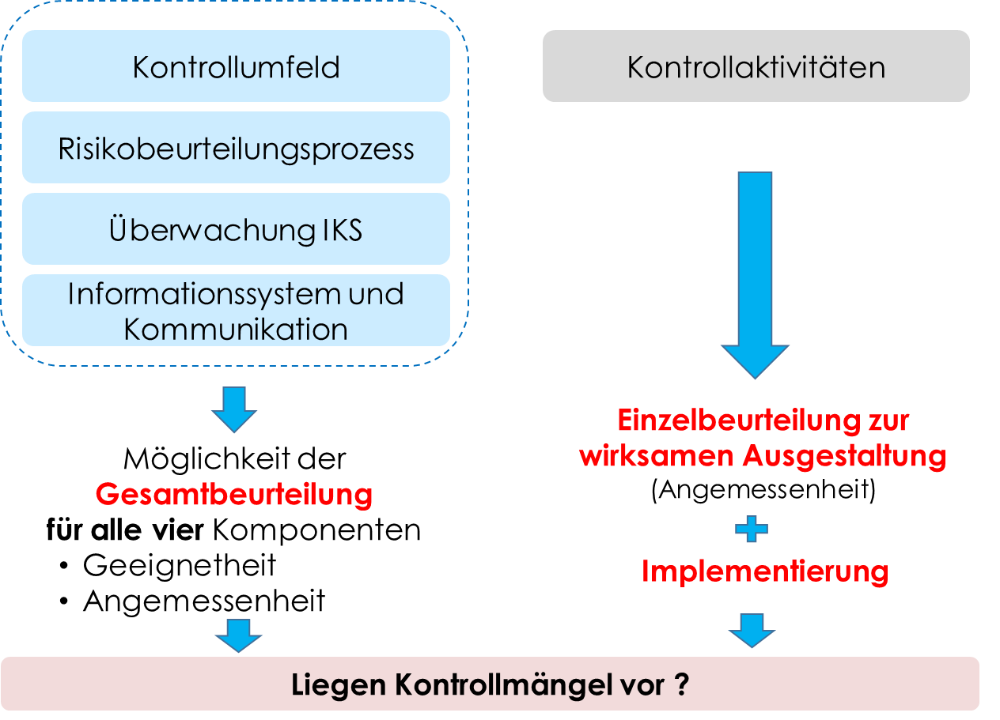 Kontrollumfeld
Risikobeurteilungsprozess
Überwachung IKS
Informationssystem und
Kommunikation
Möglichkeit der
Gesamtbeurteilung
für alle vier Komponenten
• Geeignetheit
• Angemessenheit
Kontrollaktivitäten
Einzelbeurteilung zur
wirksamen Ausgestaltung
(Angemessenheit)
Implementierung
Liegen Kontrollmängel vor ?